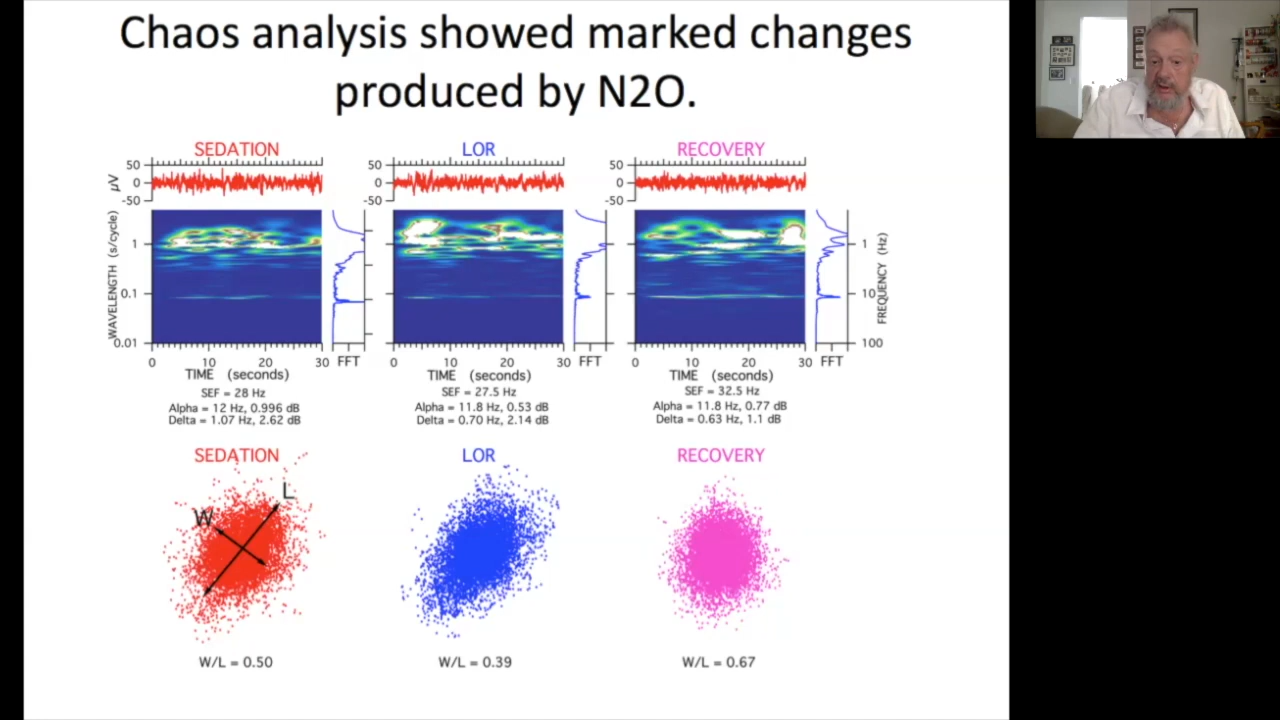 Chaos analysis showed marked changes
produced by N2O.
SEDATION LOR RECOVERY
50 50 50
µV 0 0 0
-50 -50 -50
WAVELENGTH (s/cycle) 1 1 FREQUENCY (Hz)
0.1 10
0.01 100
0 10 20 30 FFT 0 10 20 30 FFT 0 10 20 30 FFT
TIME (seconds) TIME (seconds) TIME (seconds)
SEF = 28 Hz SEF = 27.5 Hz SEF = 32.5 Hz
Alpha = 12 Hz, 0.996 dB Alpha = 11.8 Hz, 0.53 dB Alpha = 11.8 Hz, 0.77 dB
Delta = 1.07 Hz, 2.62 dB Delta = 0.70 Hz, 2.14 dB Delta = 0.63 Hz, 1.1 dB
SEDATION LOR RECOVERY
L
W
W/L = 0.50 W/L = 0.39 W/L = 0.67